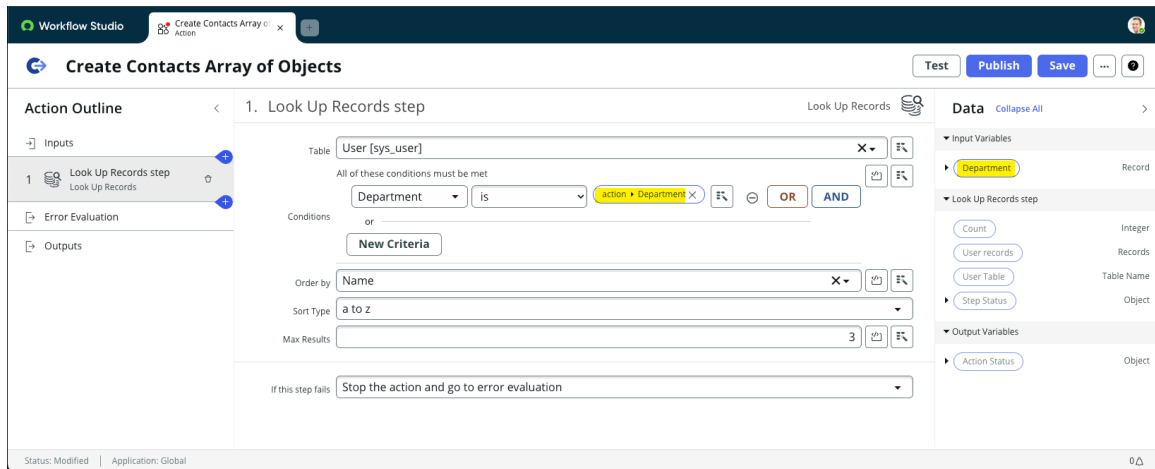 Workflow Studio
Create Contacts Array o
Action
Create Contacts Array of Objects
Test
Publish
Save
Action Outline
Inputs
1
Look Up Records step
Look Up Records
Error Evaluation
Outputs
1. Look Up Records step
Look Up Records
Table
User [sys_user]
All of these conditions must be met
Conditions
Department
is
action ▸ Department
OR
AND
or
New Criteria
Order by
Name
Sort Type
a to z
Max Results
3
If this step fails
Stop the action and go to error evaluation
Data
Collapse All
Input Variables
Department
Record
Look Up Records step
Count
Integer
User records
Records
User Table
Table Name
Step Status
Object
Output Variables
Action Status
Object
Status: Modified | Application: Global
0